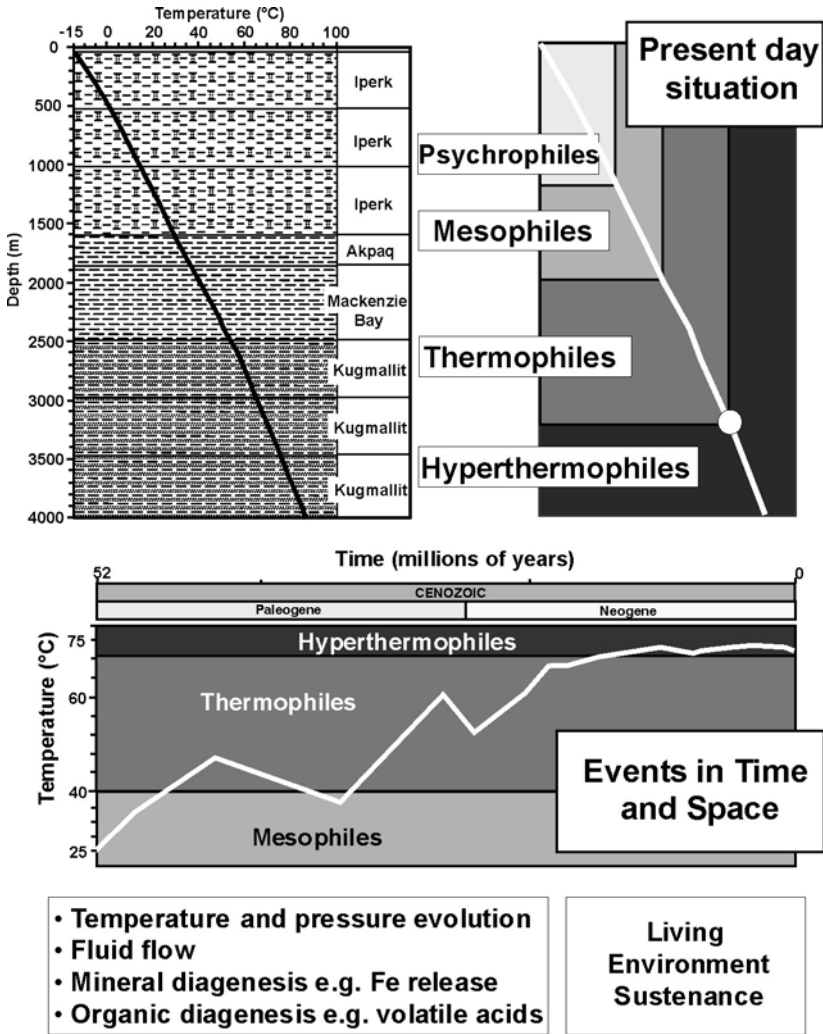 Temperature (°C)
-15 0 20 40 60 80 100
Depth (m)
0
500
1000
1500
2000
2500
3000
3500
4000
Iperk
Iperk
Iperk
Akpaq
Mackenzie
Bay
Kugmallit
Kugmallit
Kugmallit
Present day
situation
Psychrophiles
Mesophiles
Thermophiles
Hyperthermophiles
Time (millions of years)
52 0
CENOZOIC
Paleogene Neogene
Temperature (°C)
75
60
40
25
Hyperthermophiles
Thermophiles
Mesophiles
Events in Time
and Space
• Temperature and pressure evolution
• Fluid flow
• Mineral diagenesis e.g. Fe release
• Organic diagenesis e.g. volatile acids
Living
Environment
Sustenance